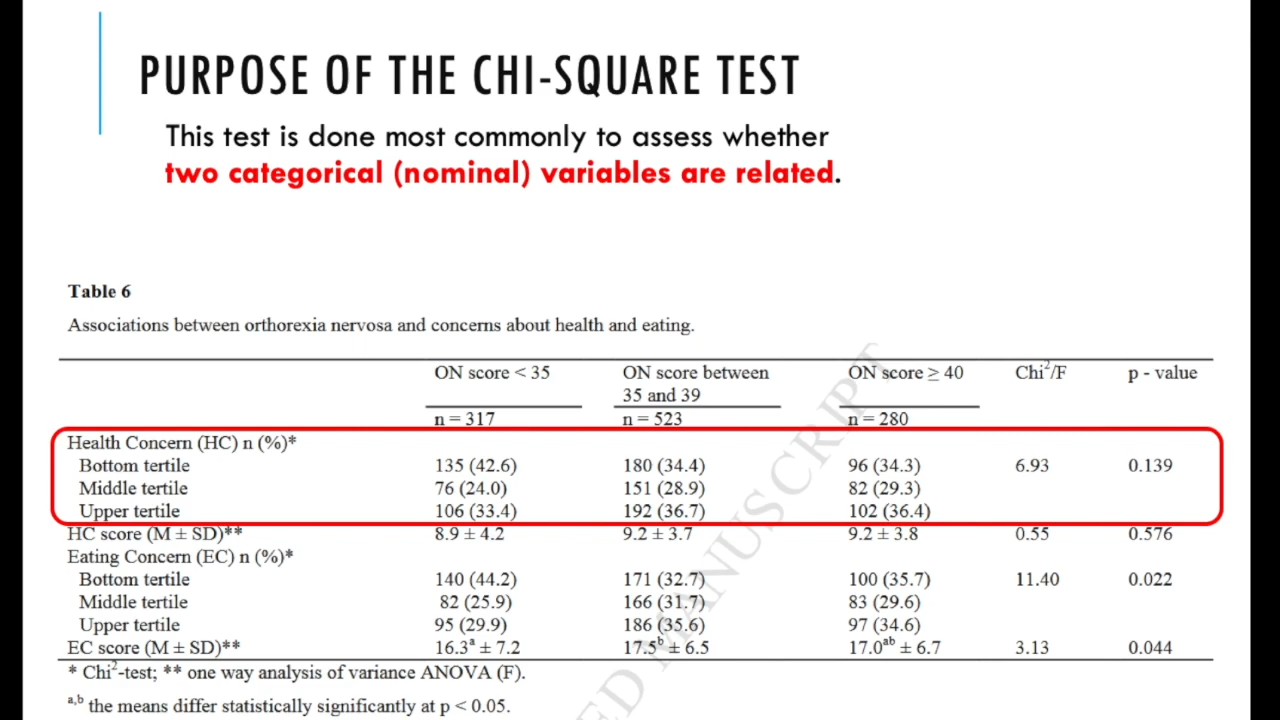 PURPOSE OF THE CHI-SQUARE TEST
This test is done most commonly to assess whether
two categorical (nominal) variables are related.
Table 6
Associations between orthorexia nervosa and concerns about health and eating.
ON score < 35 ON score between ON score ≥ 40 Chi²/F p - value
35 and 39
n = 317 n = 523 n = 280
Health Concern (HC) n (%)*
Bottom tertile 135 (42.6) 180 (34.4) 96 (34.3) 6.93 0.139
Middle tertile 76 (24.0) 151 (28.9) 82 (29.3)
Upper tertile 106 (33.4) 192 (36.7) 102 (36.4)
HC score (M ± SD)** 8.9 ± 4.2 9.2 ± 3.7 9.2 ± 3.8 0.55 0.576
Eating Concern (EC) n (%)*
Bottom tertile 140 (44.2) 171 (32.7) 100 (35.7) 11.40 0.022
Middle tertile 82 (25.9) 166 (31.7) 83 (29.6)
Upper tertile 95 (29.9) 186 (35.6) 97 (34.6)
EC score (M ± SD)** 16.3ᵃ ± 7.2 17.5ᵇ ± 6.5 17.0ᵃᵇ ± 6.7 3.13 0.044
* Chi²-test; ** one way analysis of variance ANOVA (F).
ᵃ,ᵇ the means differ statistically significantly at p < 0.05.
ED MANUSCRIPT